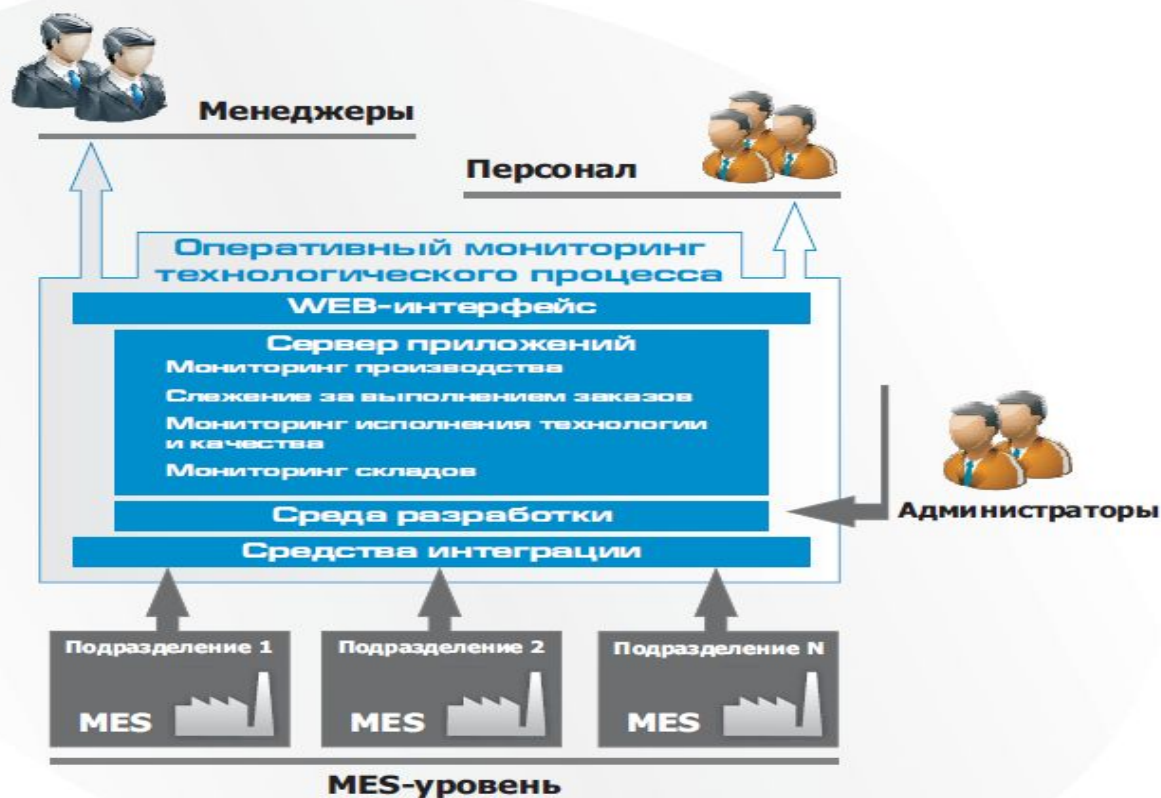 Менеджеры
Персонал
Оперативный мониторинг
технологического процесса
WEB-интерфейс
Сервер приложений
Мониторинг производства
Слежение за выполнением заказов
Мониторинг исполнения технологии
и качества
Мониторинг складов
Среда разработки
Администраторы
Средства интеграции
Подразделение 1
MES
Подразделение 2
MES
Подразделение N
MES
MES-уровень